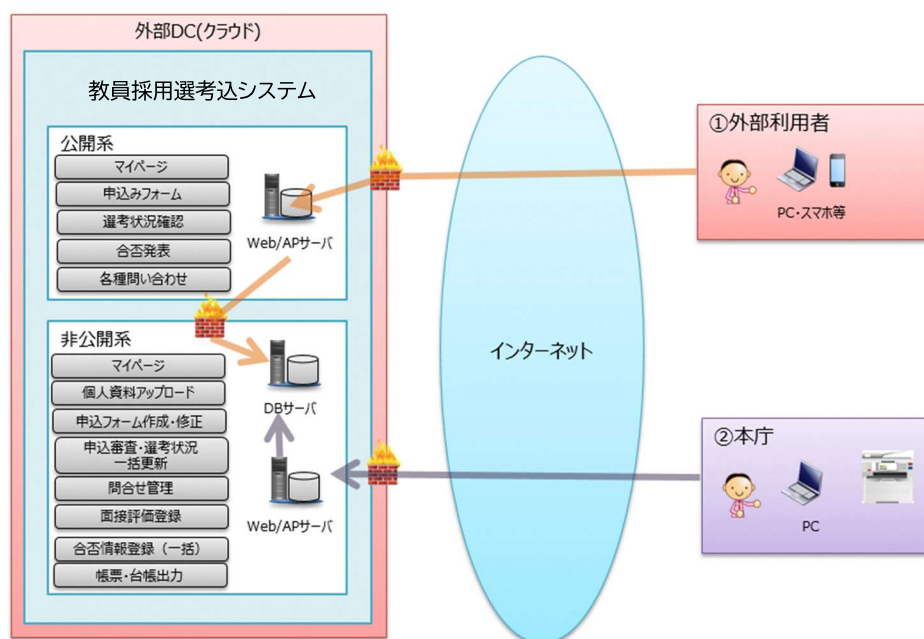 外部DC(クラウド)
教員採用選考込システム
公開系
マイページ
申込みフォーム
選考状況確認
合否発表
各種問い合わせ
Web/APサーバ
非公開系
マイページ
個人資料アップロード
申込フォーム作成・修正
申込審査・選考状況
一括更新
問合せ管理
面接評価登録
合否情報登録（一括）
帳票・台帳出力
DBサーバ
Web/APサーバ
インターネット
①外部利用者
PC・スマホ等
②本庁
PC